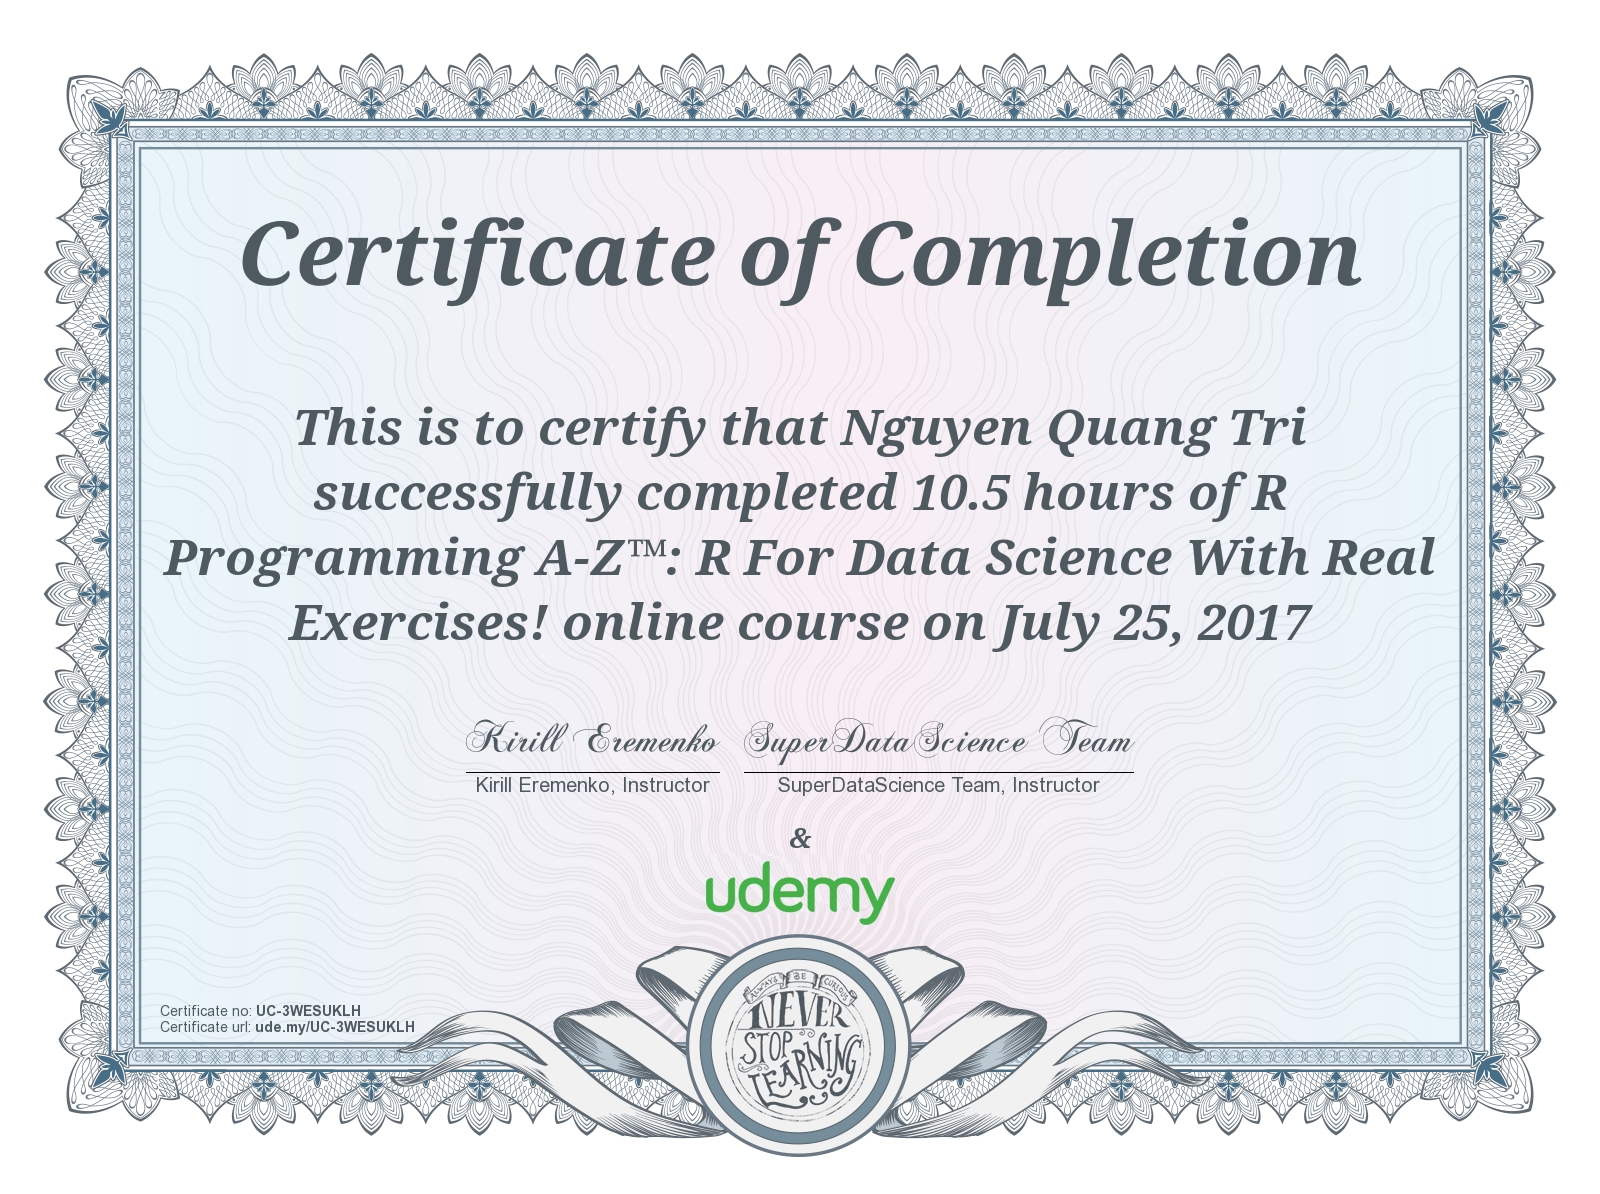 Certificate of Completion
This is to certify that Nguyen Quang Tri
successfully completed 10.5 hours of R
Programming A-Z™: R For Data Science With Real
Exercises! online course on July 25, 2017
Kirill Eremenko SuperDataScience Team
Kirill Eremenko, Instructor SuperDataScience Team, Instructor
&
udemy
Certificate no: UC-3WESUKLH
Certificate url: ude.my/UC-3WESUKLH
ALWAYS BE CURIOUS
NEVER
STOP
LEARNING